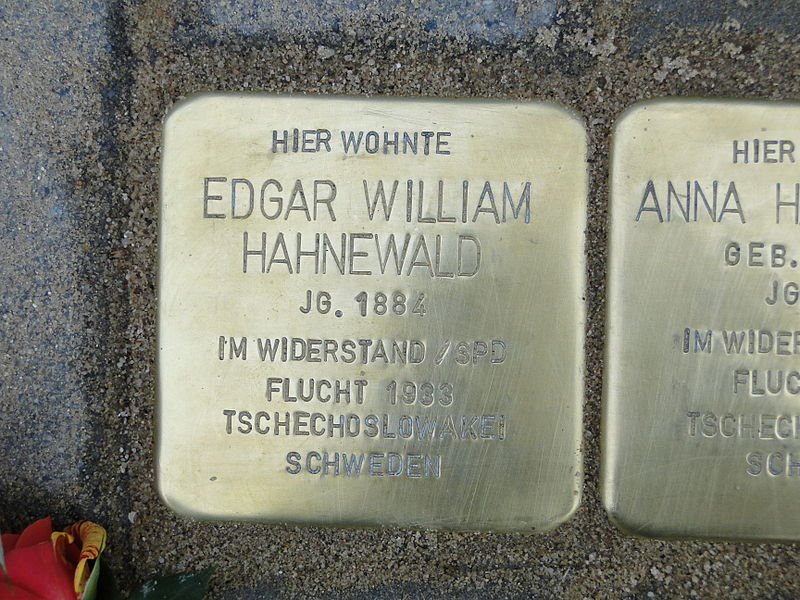 HIER WOHNTE
EDGAR WILLIAM
HAHNEWALD
JG. 1884
IM WIDERSTAND / SPD
FLUCHT 1933
TSCHECHOSLOWAKEI
SCHWEDEN
HIER
ANNA H
GEB.
JG
IM WIDER
FLUC
TSCHECH
SCH